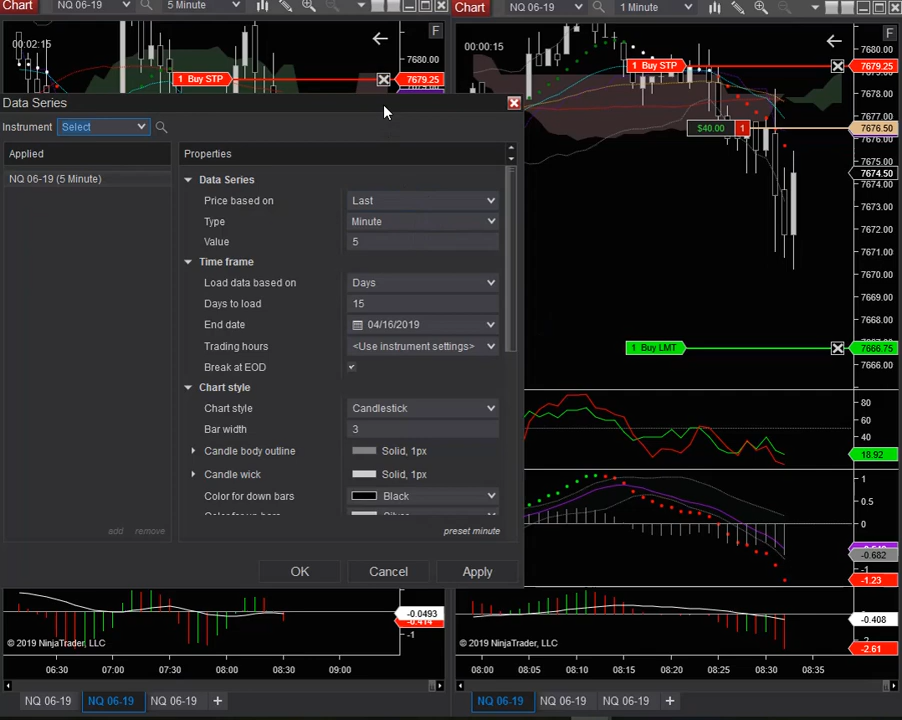 Chart NQ 06-19 5 Minute
Chart NQ 06-19 1 Minute
00:02:15
F
7680.00
1 Buy STP
7679.25
00:00:15
F
7680.00
1 Buy STP
7679.25
7678.00
7677.00
$40.00 1
7676.50
7675.00
7674.50
7674.00
7673.00
7672.00
7671.00
7670.00
7669.00
7668.00
1 Buy LMT
7666.75
7666.00
80
60
40
18.92
1
0.5
0
-0.682
-1
-1.23
-0.408
-2.61
Data Series
Instrument Select
Applied
NQ 06-19 (5 Minute)
Properties
Data Series
Price based on Last
Type Minute
Value 5
Time frame
Load data based on Days
Days to load 15
End date 04/16/2019
Trading hours <Use instrument settings>
Break at EOD
Chart style
Chart style Candlestick
Bar width 3
Candle body outline Solid, 1px
Candle wick Solid, 1px
Color for down bars Black
add remove
preset minute
OK Cancel Apply
-0.0493
-0.414
-1
© 2019 NinjaTrader, LLC
06:30 07:00 07:30 08:00 08:30 09:00
© 2019 NinjaTrader, LLC
08:00 08:05 08:10 08:15 08:20 08:25 08:30 08:35
NQ 06-19 NQ 06-19 NQ 06-19 +
NQ 06-19 NQ 06-19 NQ 06-19 +